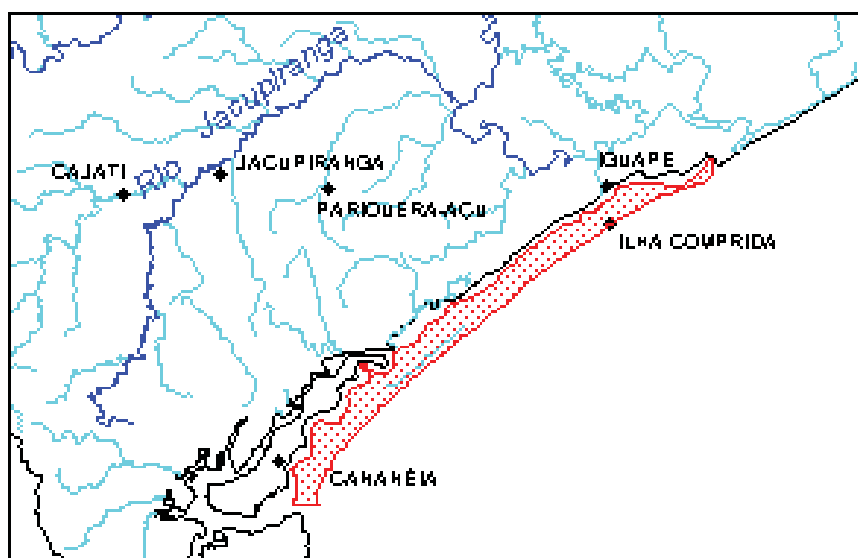 Rio Jacupiranga
IGUAPE
CAJATI
JACUPIRANGA
PARIQUERA-AÇU
ILHA COMPRIDA
CANANÉIA